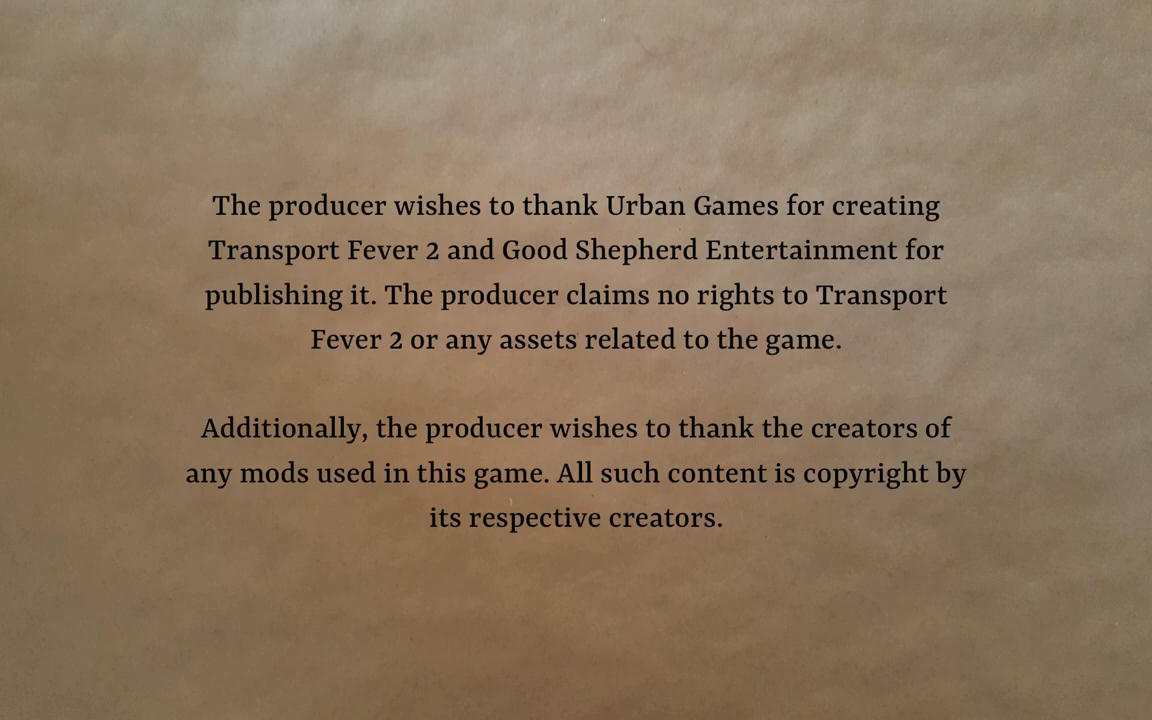 The producer wishes to thank Urban Games for creating
Transport Fever 2 and Good Shepherd Entertainment for
publishing it. The producer claims no rights to Transport
Fever 2 or any assets related to the game.
Additionally, the producer wishes to thank the creators of
any mods used in this game. All such content is copyright by
its respective creators.